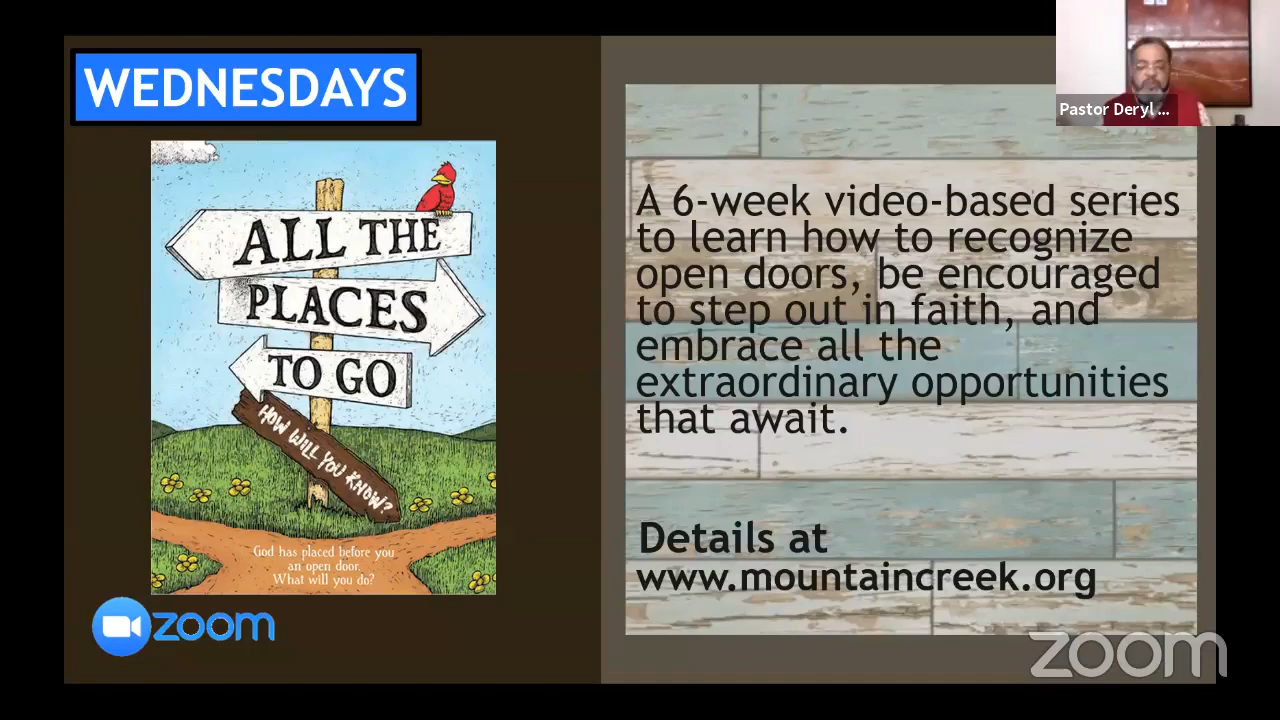 WEDNESDAYS
ALL THE
PLACES
TO GO
HOW WILL YOU KNOW?
God has placed before you
an open door.
What will you do?
zoom
Pastor Deryl ...
A 6-week video-based series
to learn how to recognize
open doors, be encouraged
to step out in faith, and
embrace all the
extraordinary opportunities
that await.
Details at
www.mountaincreek.org
zoom